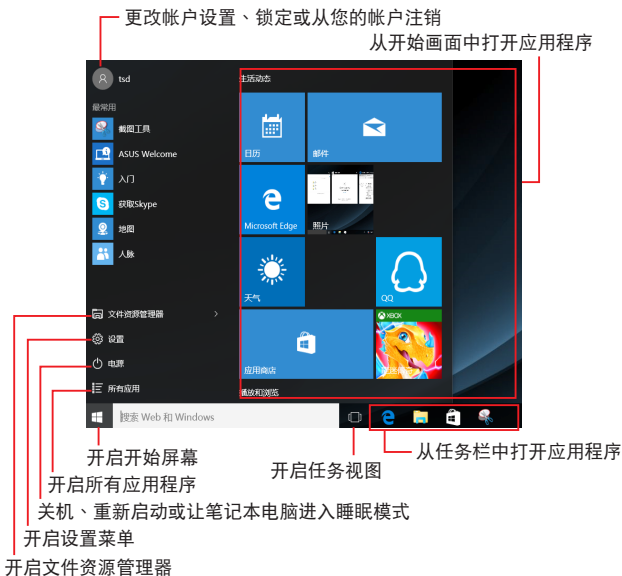 更改帐户设置、锁定或从您的帐户注销
从开始画面中打开应用程序
tsd
生活动态
最常用
截图工具
ASUS Welcome
入门
获取Skype
地图
人脉
日历
邮件
Microsoft Edge
照片
天气
QQ
应用商店
XBOX
播放和浏览
文件资源管理器
设置
电源
所有应用
搜索 Web 和 Windows
从任务栏中打开应用程序
开启开始屏幕
开启任务视图
开启所有应用程序
关机、重新启动或让笔记本电脑进入睡眠模式
开启设置菜单
开启文件资源管理器